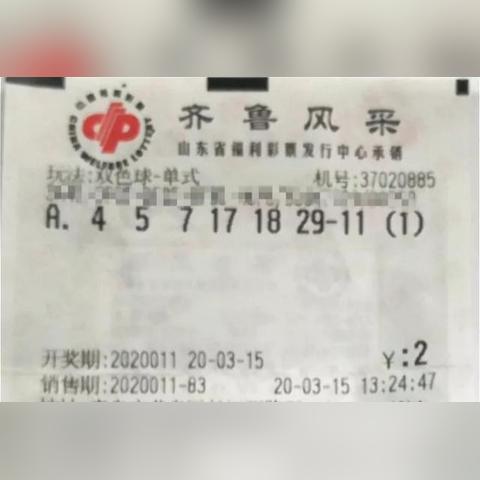 中国福利彩票
CHINA WELFARE LOTTERY
齐鲁风采
山东省福利彩票发行中心承销
玩法:双色球-单式 机号:37020885
A. 4 5 7 17 18 29-11 (1)
开奖期:2020011 20-03-15 ¥:2
销售期:2020011-83 20-03-15 13:24:47